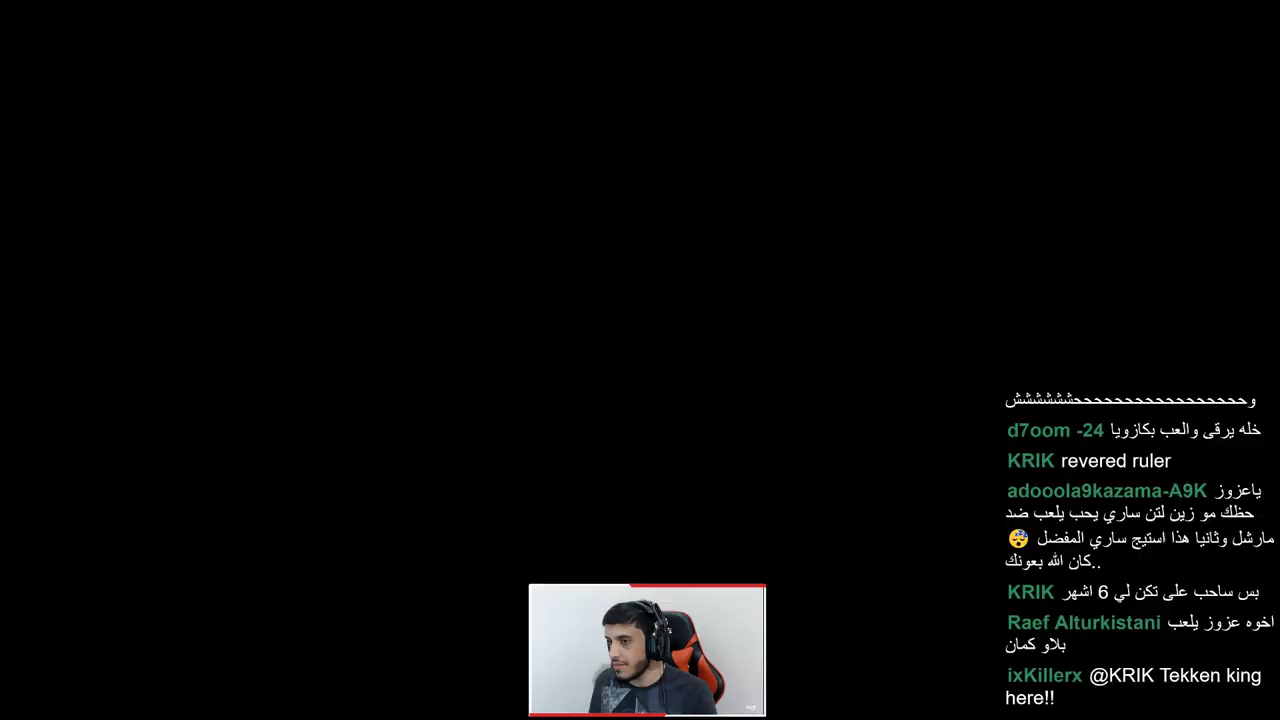 وحححححححححححححححححشششششش
d7oom -24 خله يرقى والعب بكازويا
KRIK revered ruler
adooola9kazama-A9K ياعزوز
حظك مو زين لتن ساري يحب يلعب ضد
مارشل وثانيا هذا استيج ساري المفضل 😴
..كان الله بعونك
KRIK بس ساحب على تكن لي 6 اشهر
Raef Alturkistani اخوه عزوز يلعب
بلاو كمان
ixKillerx @KRIK Tekken king
here!!